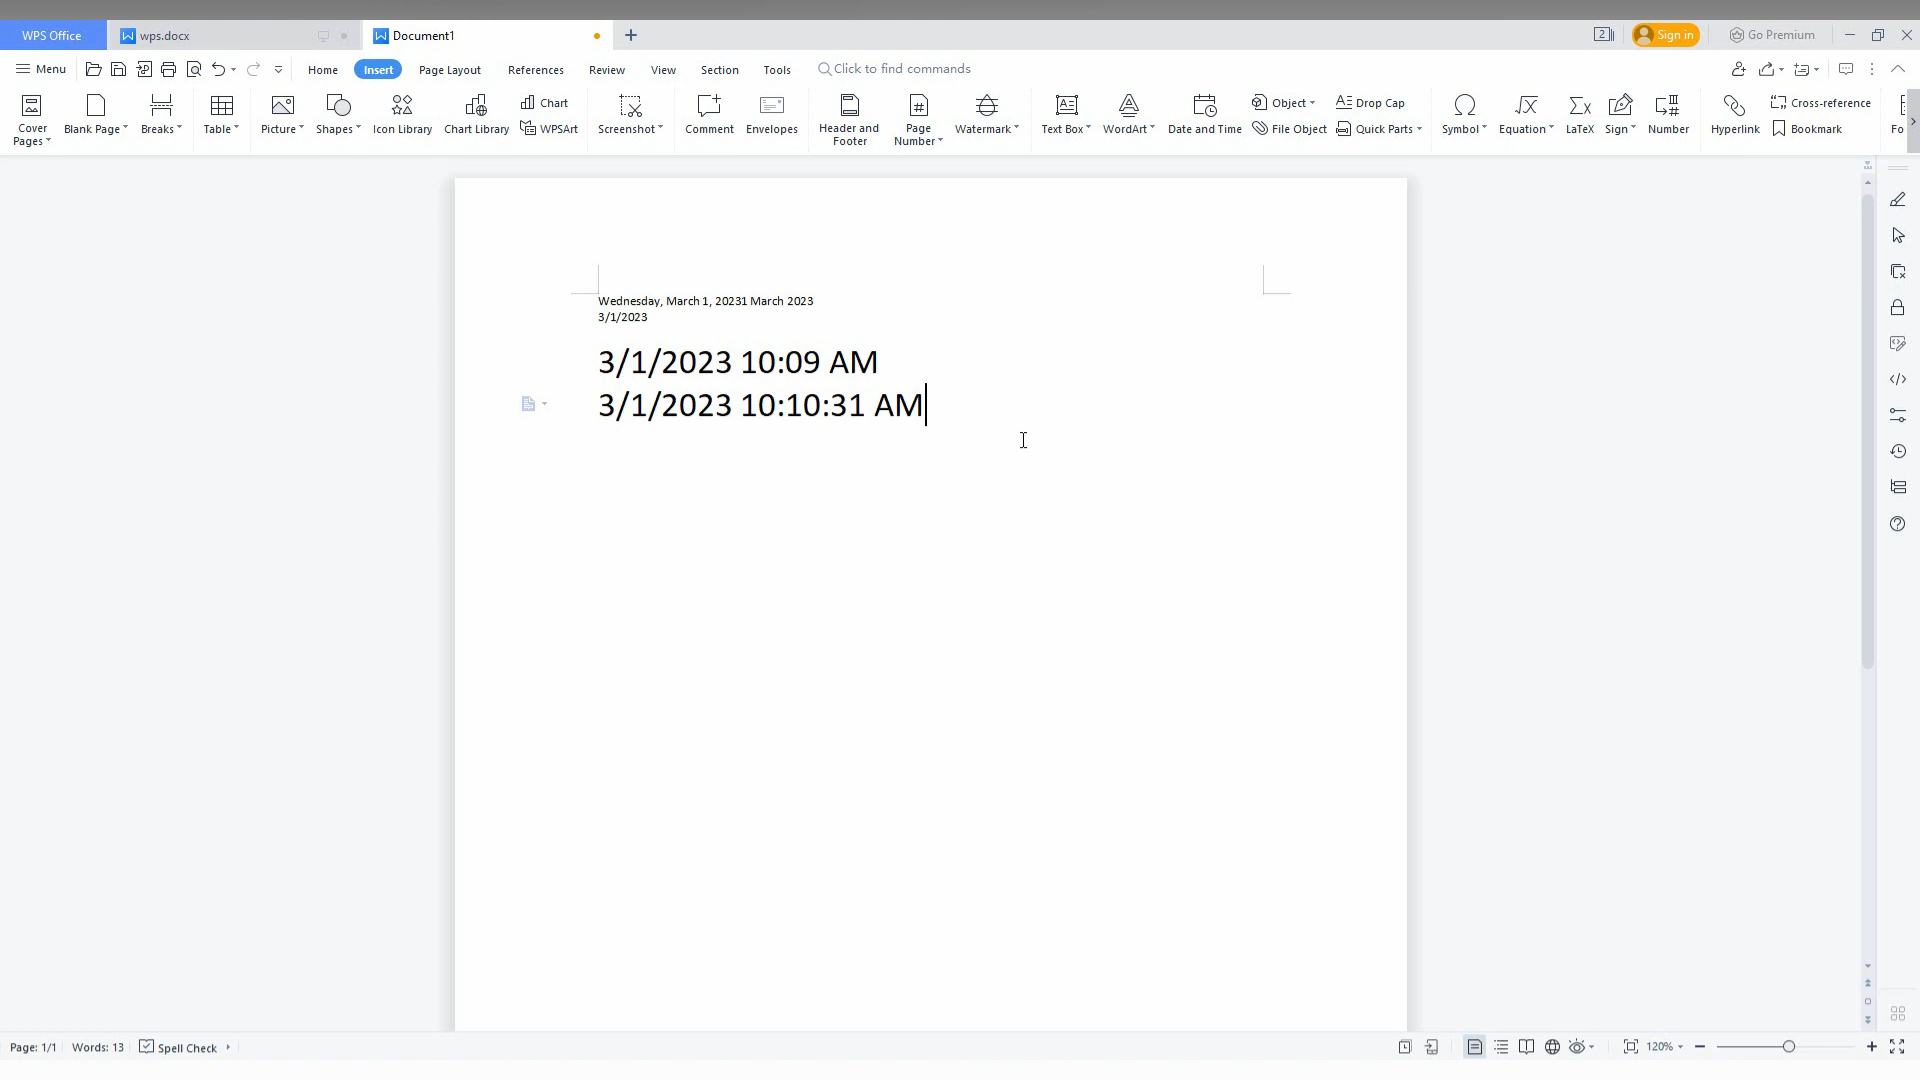 WPS Office
wps.docx
Document1
2
Sign in
Go Premium
Menu
Home
Insert
Page Layout
References
Review
View
Section
Tools
Click to find commands
Cover
Pages
Blank Page
Breaks
Table
Picture
Shapes
Icon Library
Chart Library
Chart
WPSArt
Screenshot
Comment
Envelopes
Header and
Footer
Page
Number
Watermark
Text Box
WordArt
Date and Time
Object
File Object
Drop Cap
Quick Parts
Symbol
Equation
LaTeX
Sign
Number
Hyperlink
Cross-reference
Bookmark
Fo
Wednesday, March 1, 20231 March 2023
3/1/2023
3/1/2023 10:09 AM
3/1/2023 10:10:31 AM
Page: 1/1
Words: 13
Spell Check
120%